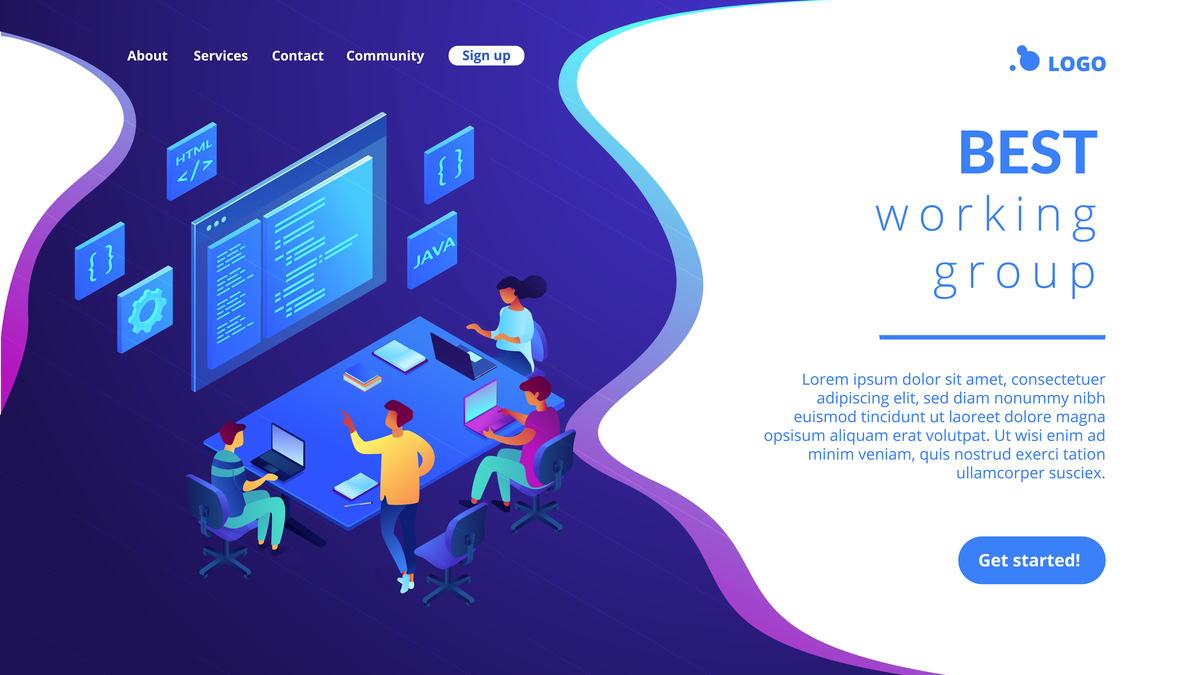 About Services Contact Community Sign up
LOGO
HTML
</>
{ }
{ }
JAVA
BEST
working
group
Lorem ipsum dolor sit amet, consectetuer
adipiscing elit, sed diam nonummy nibh
euismod tincidunt ut laoreet dolore magna
opsisum aliquam erat volutpat. Ut wisi enim ad
minim veniam, quis nostrud exerci tation
ullamcorper susciex.
Get started!